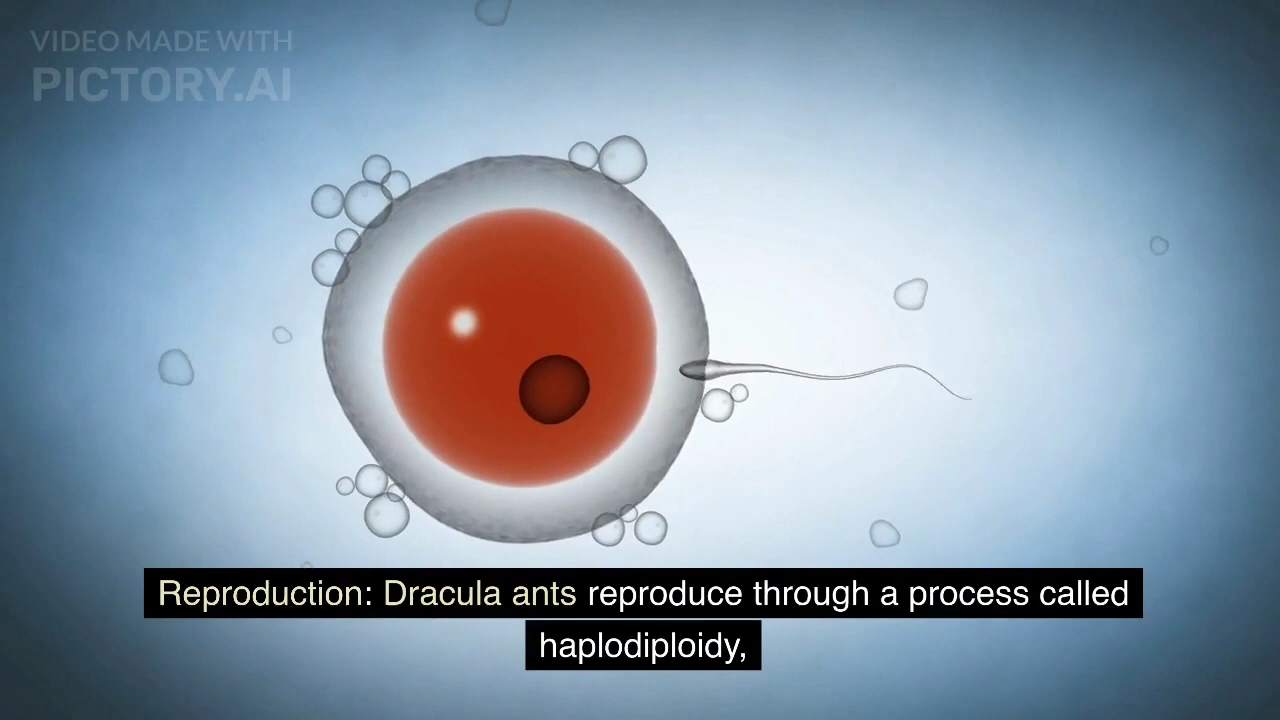 VIDEO MADE WITH
PICTORY.AI
Reproduction: Dracula ants reproduce through a process called
haplodiploidy,